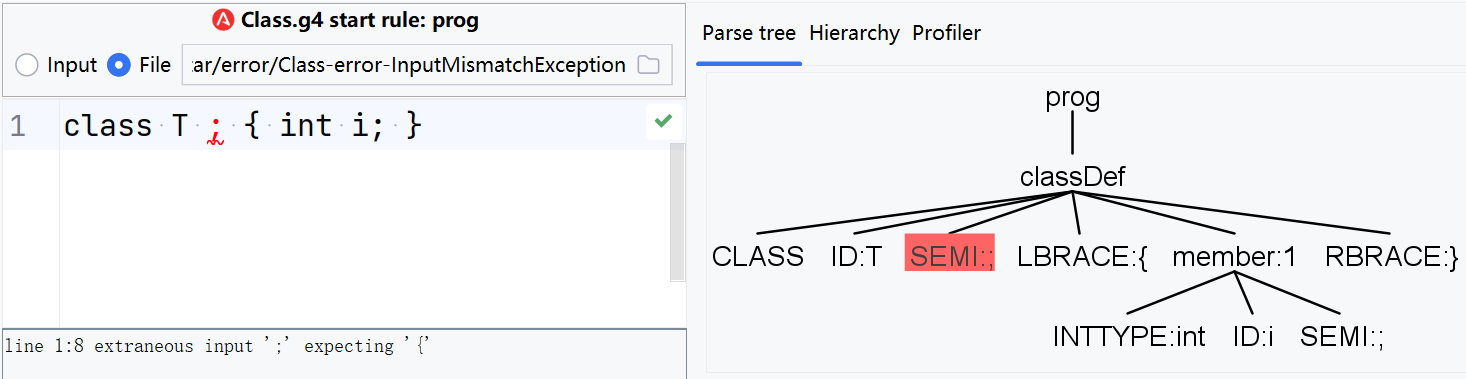 Class.g4 start rule: prog
Input File ar/error/Class-error-InputMismatchException
1 class T ; { int i; }
line 1:8 extraneous input ';' expecting '{'
Parse tree Hierarchy Profiler
prog
classDef
CLASS ID:T SEMI:; LBRACE:{ member:1 RBRACE:}
INTTYPE:int ID:i SEMI:;